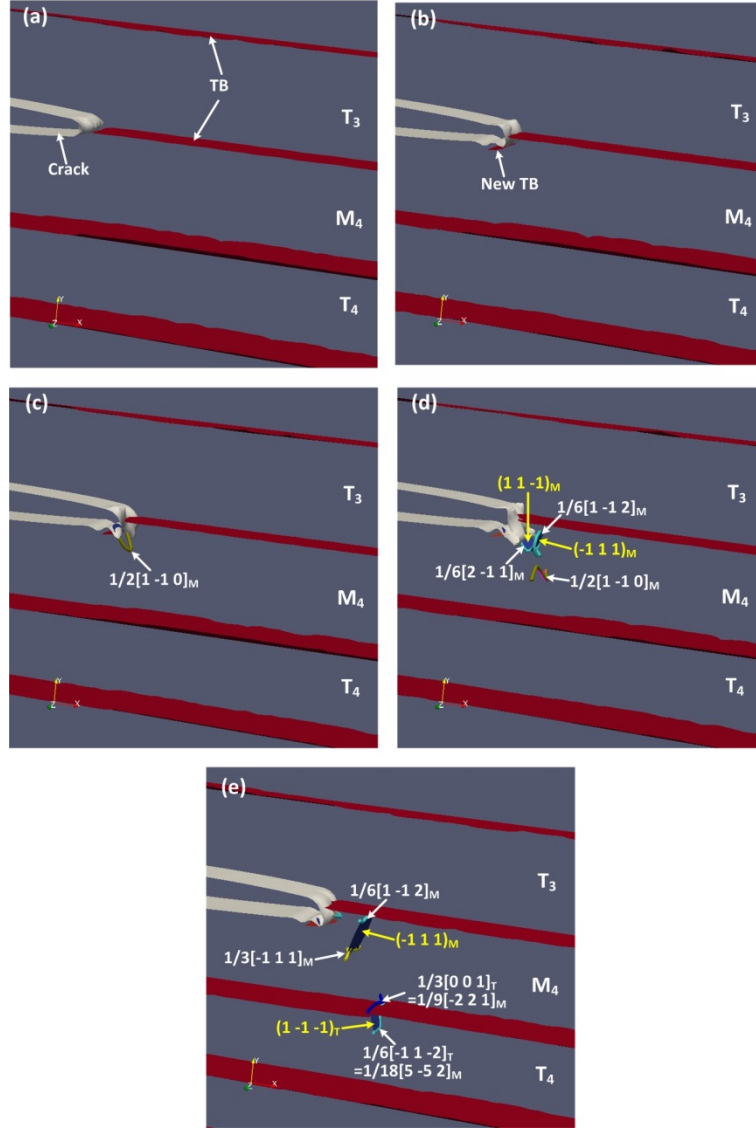 (a)
TB
T3
Crack
M4
T4
Y
Z
X
(b)
T3
New TB
M4
T4
Y
Z
X
(c)
T3
1/2[1 -1 0]M
M4
T4
Y
Z
X
(d)
T3
(1 1 -1)M
1/6[1 -1 2]M
(-1 1 1)M
1/6[2 -1 1]M
1/2[1 -1 0]M
M4
T4
Y
Z
X
(e)
T3
1/6[1 -1 2]M
(-1 1 1)M
1/3[-1 1 1]M
M4
1/3[0 0 1]T
=1/9[-2 2 1]M
(1 -1 -1)T
T4
1/6[-1 1 -2]T
=1/18[5 -5 2]M
Y
Z
X